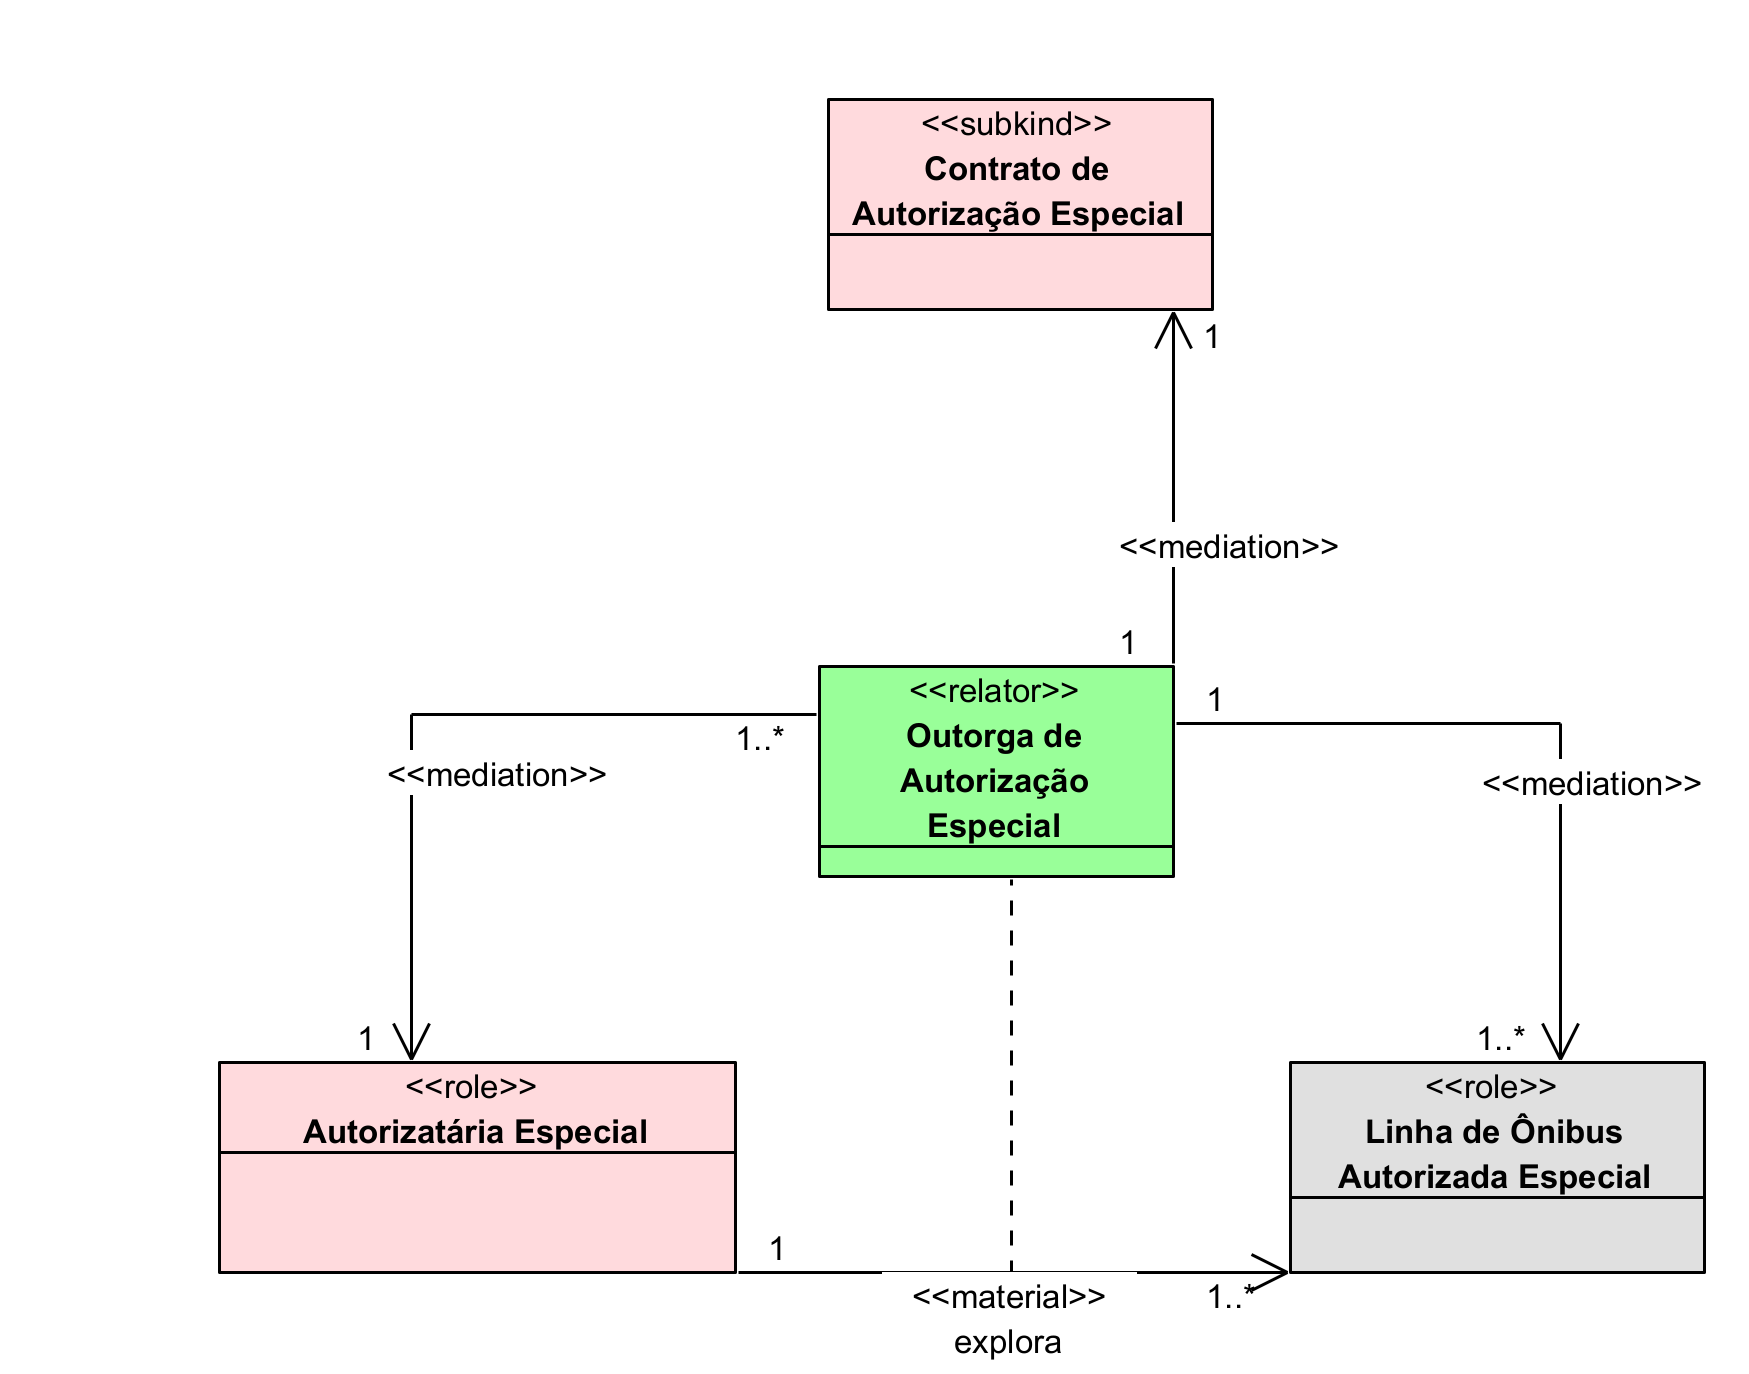 <<subkind>>
Contrato de
Autorização Especial
1
<<mediation>>
1
<<relator>>
Outorga de
Autorização
Especial
1
1..*
<<mediation>>
<<mediation>>
1
1..*
<<role>>
Autorizatária Especial
<<role>>
Linha de Ônibus
Autorizada Especial
1
<<material>>
explora
1..*